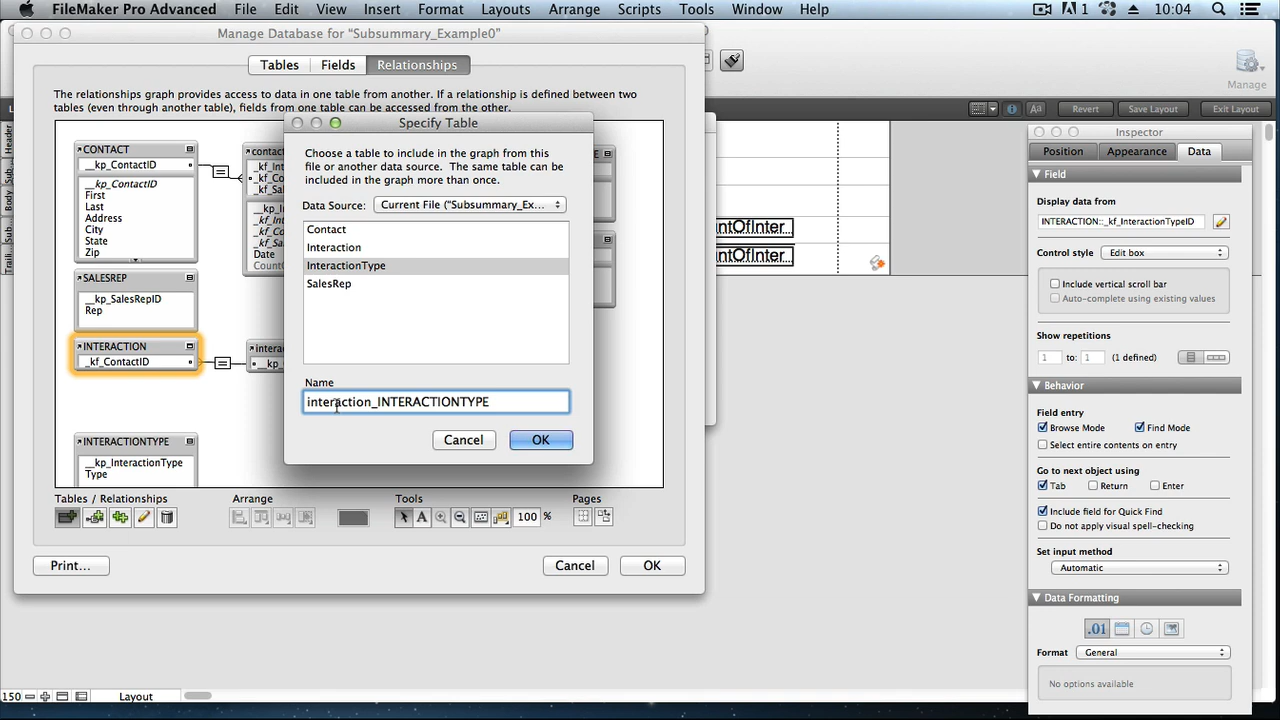 FileMaker Pro Advanced File Edit View Insert Format Layouts Arrange Scripts Tools Window Help 1 10:04
Manage Database for “Subsummary_Example0”
Manage
Tables Fields Relationships
The relationships graph provides access to data in one table from another. If a relationship is defined between two
tables (even through another table), fields from one table can be accessed from the other.
Revert Save Layout Exit Layout
Header
Body
CONTACT
__kp_ContactID
__kp_ContactID
First
Last
Address
City
State
Zip
SALESREP
__kp_SalesRepID
Rep
INTERACTION
_kf_ContactID
INTERACTIONTYPE
__kp_InteractionType
Type
Date
Specify Table
Choose a table to include in the graph from this
file or another data source. The same table can be
included in the graph more than once.
Data Source: Current File (“Subsummary_Ex...
Contact
Interaction
InteractionType
SalesRep
Name
interaction_INTERACTIONTYPE
Cancel OK
ntOfInter...
ntOfInter...
Tables / Relationships Arrange Tools Pages
100 %
Print... Cancel OK
Inspector
Position Appearance Data
Field
Display data from
INTERACTION::_kf_InteractionTypeID
Control style Edit box
Include vertical scroll bar
Auto-complete using existing values
Show repetitions
1 to: 1 (1 defined)
Behavior
Field entry
Browse Mode Find Mode
Select entire contents on entry
Go to next object using
Tab Return Enter
Include field for Quick Find
Do not apply visual spell-checking
Set input method
Automatic
Data Formatting
.01
Format General
No options available
150 Layout